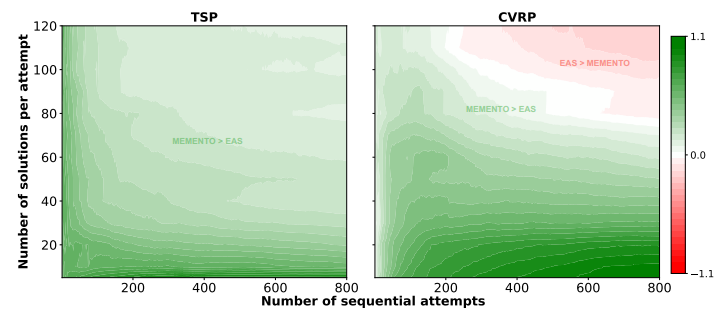 TSP
CVRP
Number of solutions per attempt
120
100
80
60
40
20
MEMENTO > EAS
EAS > MEMENTO
MEMENTO > EAS
200
400
600
800
200
400
600
800
Number of sequential attempts
1.1
0.0
−1.1